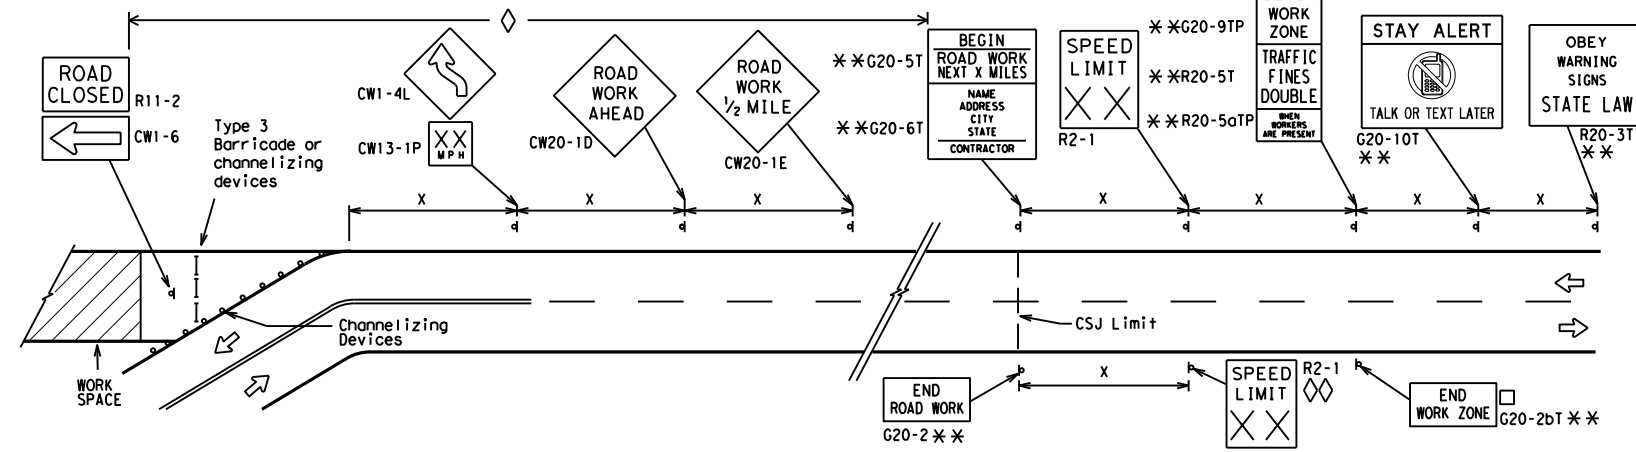 ROAD
CLOSED
R11-2
CW1-6
Type 3
Barricade or
channelizing
devices
CW1-4L
XX
MPH
CW13-1P
ROAD
WORK
AHEAD
CW20-1D
ROAD
WORK
1/2 MILE
CW20-1E
**G20-5T
**G20-6T
BEGIN
ROAD WORK
NEXT X MILES
NAME
ADDRESS
CITY
STATE
CONTRACTOR
SPEED
LIMIT
XX
R2-1
**G20-9TP
**R20-5T
**R20-5aTP
WORK
ZONE
TRAFFIC
FINES
DOUBLE
WHEN
WORKERS
ARE PRESENT
STAY ALERT
TALK OR TEXT LATER
G20-10T
**
OBEY
WARNING
SIGNS
STATE LAW
R20-3T
**
X
X
X
X
X
X
X
Channelizing
Devices
CSJ Limit
WORK
SPACE
END
ROAD WORK
G20-2**
X
SPEED
LIMIT
XX
R2-1
END
WORK ZONE
G20-2bT**